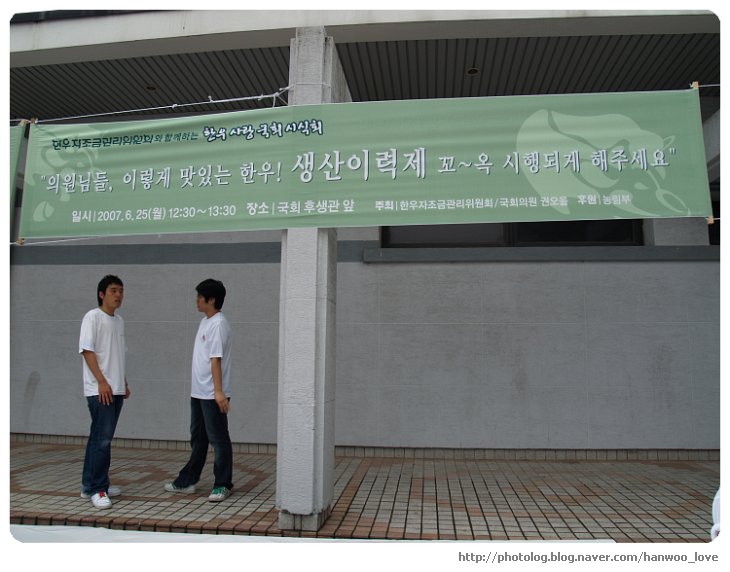 한우자조금관리위원회와 함께하는 한우 사랑 국회 시식회
"의원님들, 이렇게 맛있는 한우! 생산이력제 꼬~옥 시행되게 해주세요"
일시 | 2007. 6. 25(월) 12:30~13:30 장소 | 국회 후생관 앞 주최 | 한우자조금관리위원회 / 국회의원 권오을 후원 | 농림부
http://photolog.blog.naver.com/hanwoo_love